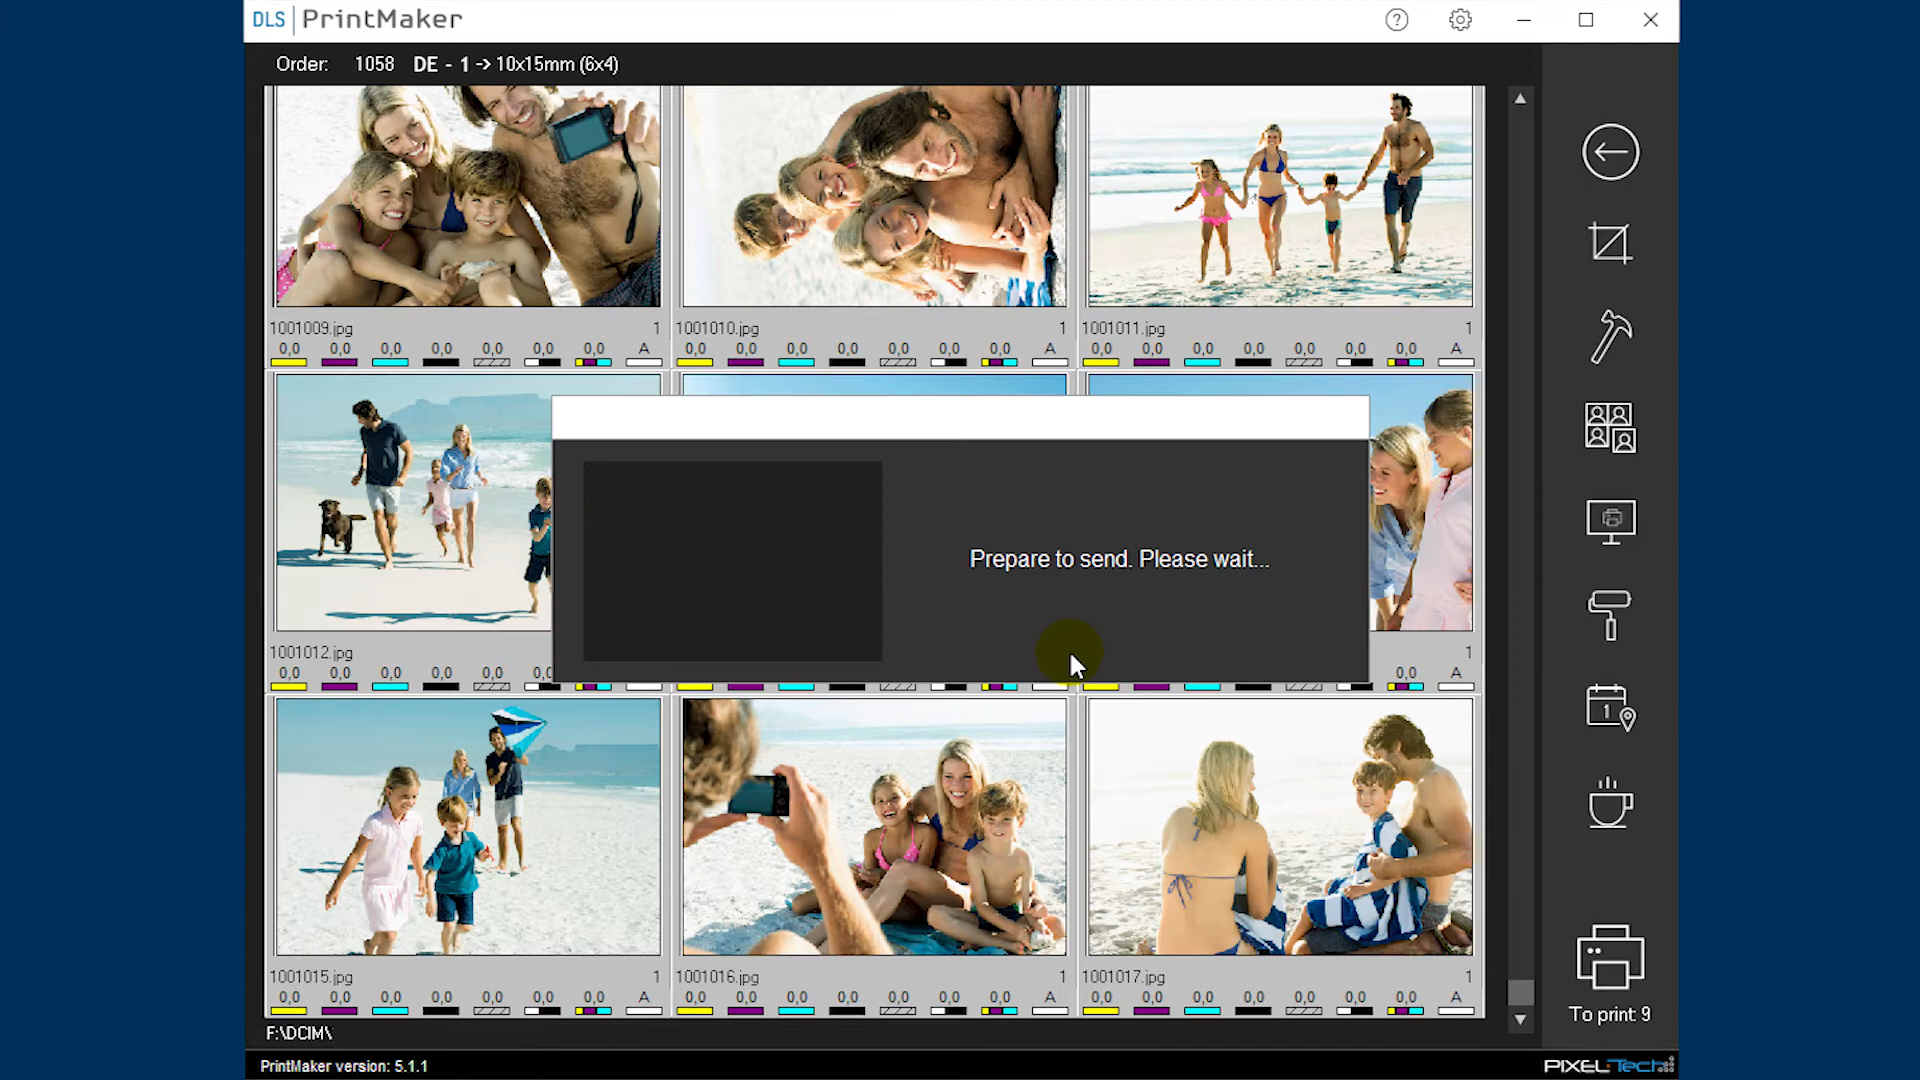 DLS PrintMaker
Order: 1058 DE - 1 -> 10x15mm (6x4)
1001009.jpg 1 1001010.jpg 1 1001011.jpg 1
0,0 0,0 0,0 0,0 0,0 0,0 0,0 A 0,0 0,0 0,0 0,0 0,0 0,0 0,0 A 0,0 0,0 0,0 0,0 0,0 0,0 0,0 A
Prepare to send. Please wait...
1001012.jpg 1
0,0 0,0 0,0 0,0 0,0 0,0 A
1
1001015.jpg 1 1001016.jpg 1 1001017.jpg 1
0,0 0,0 0,0 0,0 0,0 0,0 0,0 A 0,0 0,0 0,0 0,0 0,0 0,0 0,0 A 0,0 0,0 0,0 0,0 0,0 0,0 0,0 A
To print: 9
F:\DCIM\
PrintMaker version: 5.1.1
PIXEL-Tech